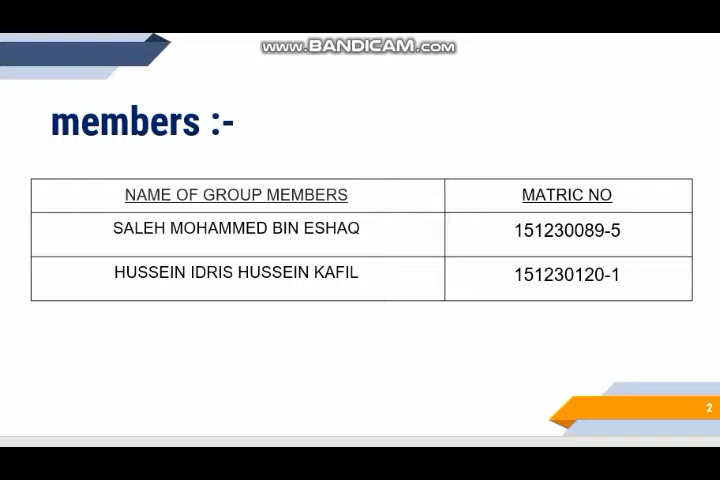 www.BANDICAM.com
members :-
NAME OF GROUP MEMBERS MATRIC NO
SALEH MOHAMMED BIN ESHAQ 151230089-5
HUSSEIN IDRIS HUSSEIN KAFIL 151230120-1
2